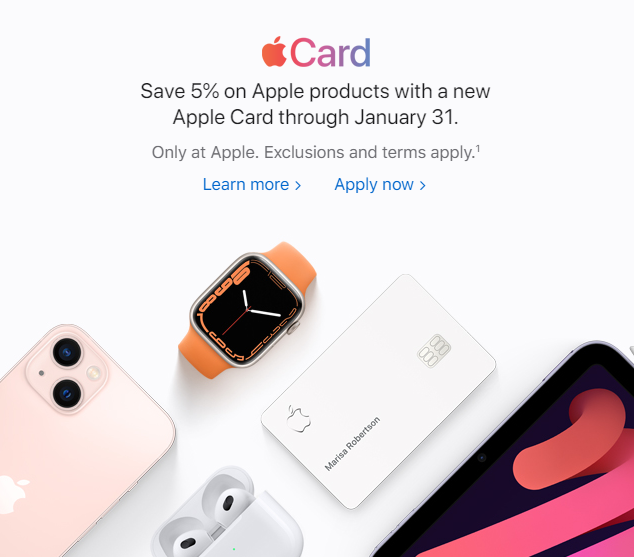 Card
Save 5% on Apple products with a new
Apple Card through January 31.
Only at Apple. Exclusions and terms apply.¹
Learn more >
Apply now >
Marisa Robertson